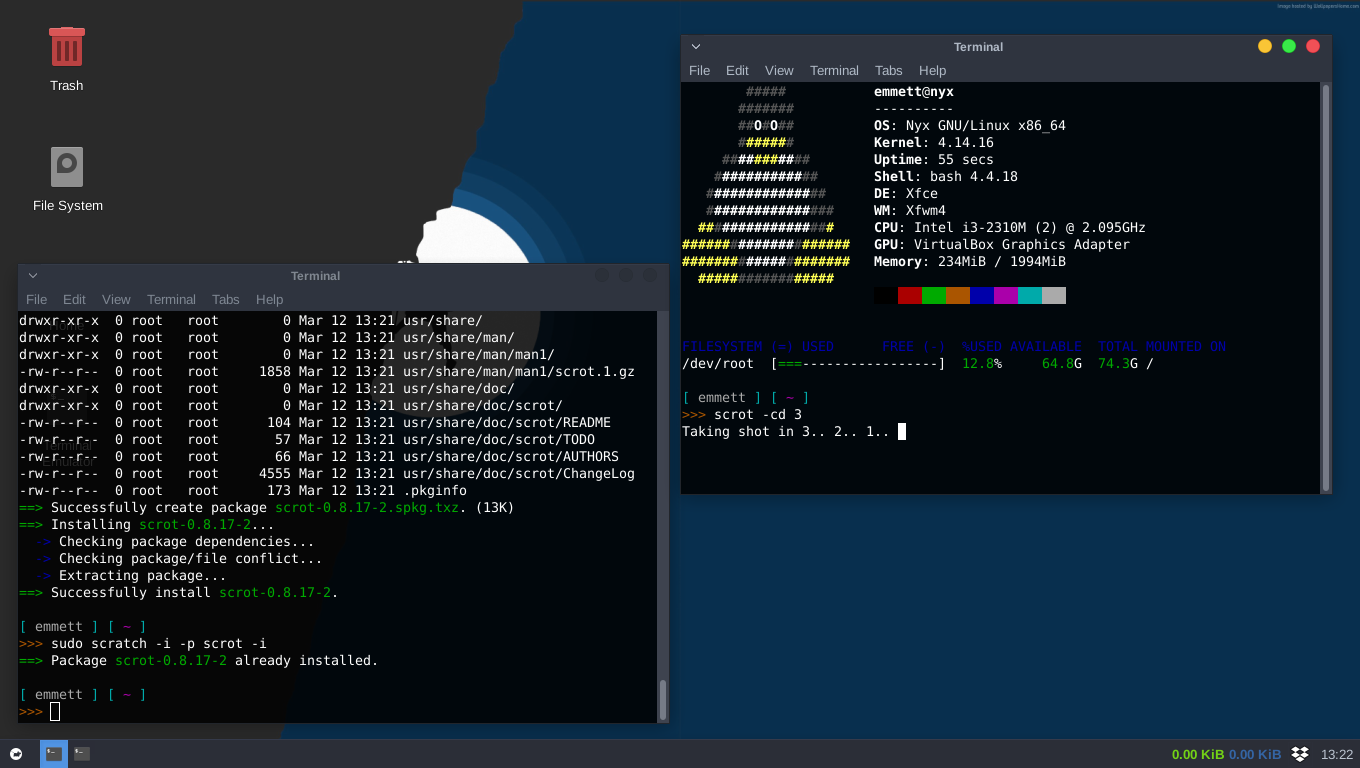 Image hosted by WallpapersHome.com
Trash
File System
Terminal
File Edit View Terminal Tabs Help
#####
#######
##O#O##
#######
###########
#############
###############
################
#################
#####################
#####################
#################
emmett@nyx
----------
OS: Nyx GNU/Linux x86_64
Kernel: 4.14.16
Uptime: 55 secs
Shell: bash 4.4.18
DE: Xfce
WM: Xfwm4
CPU: Intel i3-2310M (2) @ 2.095GHz
GPU: VirtualBox Graphics Adapter
Memory: 234MiB / 1994MiB
FILESYSTEM (=) USED      FREE (-)  %USED AVAILABLE  TOTAL MOUNTED ON
/dev/root  [===-----------------]  12.8%     64.8G  74.3G /
[ emmett ] [ ~ ]
>>> scrot -cd 3
Taking shot in 3.. 2.. 1..
Terminal
File Edit View Terminal Tabs Help
Home
Terminal
Emulator
drwxr-xr-x  0 root   root        0 Mar 12 13:21 usr/share/
drwxr-xr-x  0 root   root        0 Mar 12 13:21 usr/share/man/
drwxr-xr-x  0 root   root        0 Mar 12 13:21 usr/share/man/man1/
-rw-r--r--  0 root   root     1858 Mar 12 13:21 usr/share/man/man1/scrot.1.gz
drwxr-xr-x  0 root   root        0 Mar 12 13:21 usr/share/doc/
drwxr-xr-x  0 root   root        0 Mar 12 13:21 usr/share/doc/scrot/
-rw-r--r--  0 root   root      104 Mar 12 13:21 usr/share/doc/scrot/README
-rw-r--r--  0 root   root       57 Mar 12 13:21 usr/share/doc/scrot/TODO
-rw-r--r--  0 root   root       66 Mar 12 13:21 usr/share/doc/scrot/AUTHORS
-rw-r--r--  0 root   root     4555 Mar 12 13:21 usr/share/doc/scrot/ChangeLog
-rw-r--r--  0 root   root      173 Mar 12 13:21 .pkginfo
==> Successfully create package scrot-0.8.17-2.spkg.txz. (13K)
==> Installing scrot-0.8.17-2...
  -> Checking package dependencies...
  -> Checking package/file conflict...
  -> Extracting package...
==> Successfully install scrot-0.8.17-2.
[ emmett ] [ ~ ]
>>> sudo scratch -i -p scrot -i
==> Package scrot-0.8.17-2 already installed.
[ emmett ] [ ~ ]
>>>
0.00 KiB 0.00 KiB 13:22